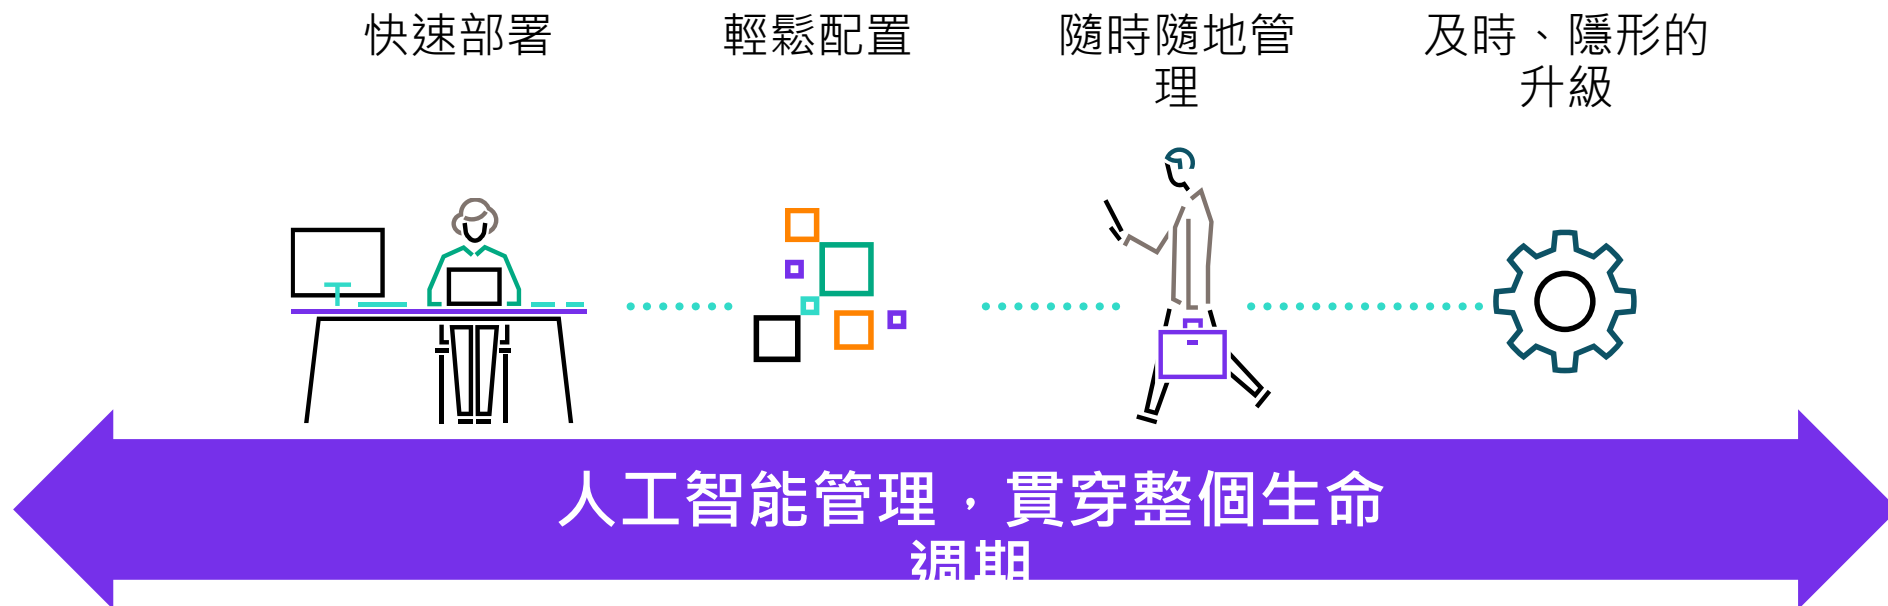 快速部署
輕鬆配置
隨時隨地管
理
及時、隱形的
升級
人工智能管理，貫穿整個生命
週期